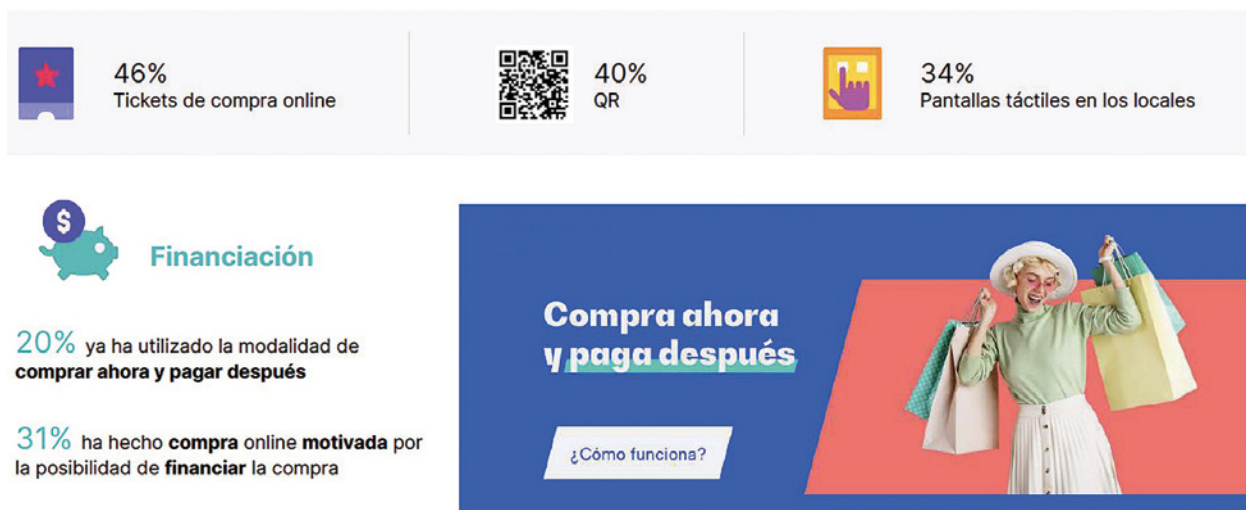 46%
Tickets de compra online
40%
QR
34%
Pantallas táctiles en los locales
$
Financiación
20% ya ha utilizado la modalidad de
comprar ahora y pagar después
31% ha hecho compra online motivada por
la posibilidad de financiar la compra
Compra ahora
y paga después
¿Cómo funciona?